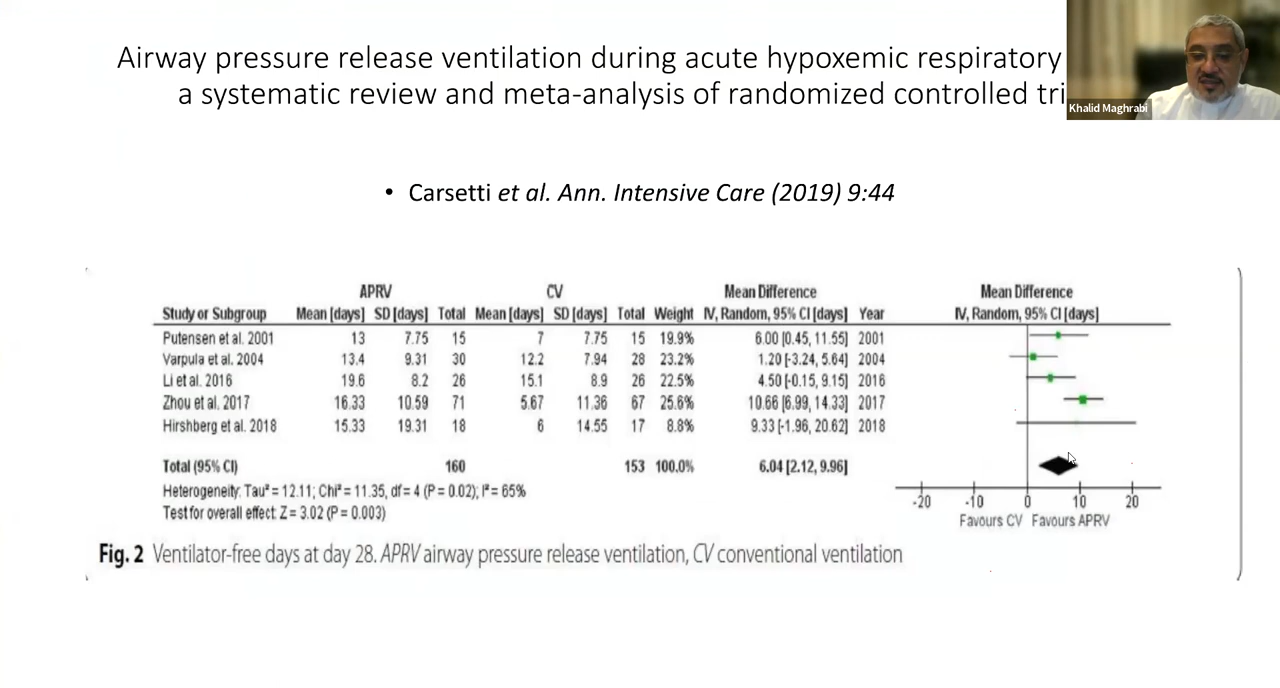 Airway pressure release ventilation during acute hypoxemic respiratory
a systematic review and meta-analysis of randomized controlled tri
Khalid Maghrabi
• Carsetti et al. Ann. Intensive Care (2019) 9:44
APRV CV Mean Difference Mean Difference
Study or Subgroup Mean [days] SD [days] Total Mean [days] SD [days] Total Weight IV, Random, 95% CI [days] Year IV, Random, 95% CI [days]
Putensen et al. 2001 13 7.75 15 7 7.75 15 19.9% 6.00 [0.45, 11.55] 2001
Varpula et al. 2004 13.4 9.31 30 12.2 7.94 28 23.2% 1.20 [-3.24, 5.64] 2004
Li et al. 2016 19.6 8.2 26 15.1 8.9 26 22.5% 4.50 [-0.15, 9.15] 2016
Zhou et al. 2017 16.33 10.59 71 5.67 11.36 67 25.6% 10.66 [6.99, 14.33] 2017
Hirshberg et al. 2018 15.33 19.31 18 6 14.55 17 8.8% 9.33 [-1.96, 20.62] 2018
Total (95% CI) 160 153 100.0% 6.04 [2.12, 9.96]
Heterogeneity: Tau² = 12.11; Chi² = 11.35, df = 4 (P = 0.02); I² = 65%
Test for overall effect: Z = 3.02 (P = 0.003)
-20 -10 0 10 20
Favours CV Favours APRV
Fig. 2 Ventilator-free days at day 28. APRV airway pressure release ventilation, CV conventional ventilation